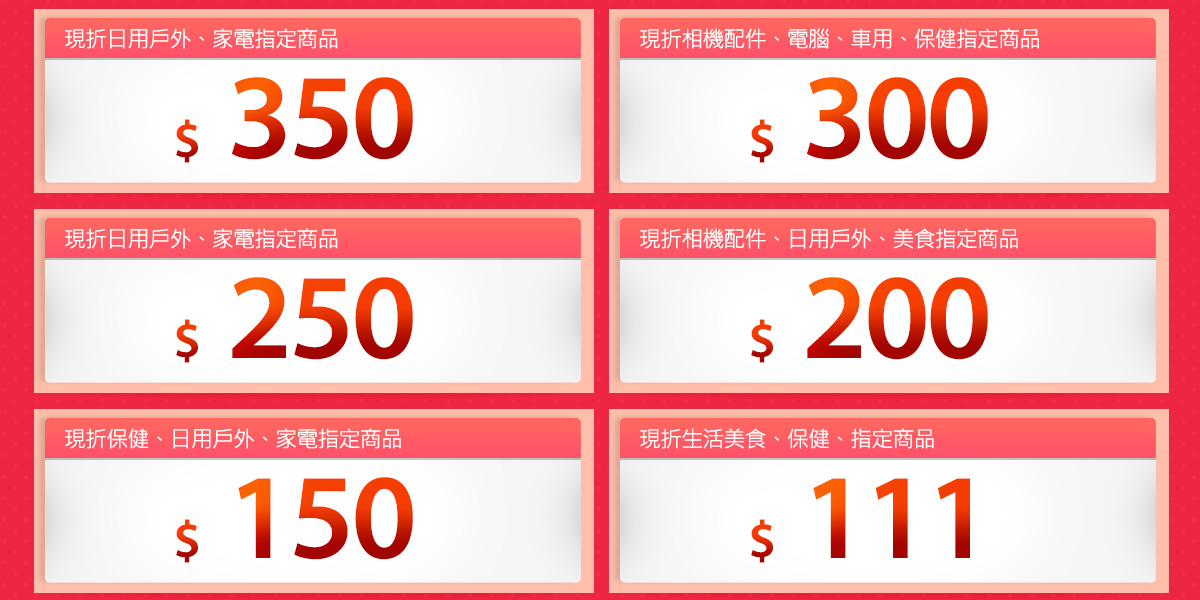 現折日用戶外、家電指定商品
$ 350
現折相機配件、電腦、車用、保健指定商品
$ 300
現折日用戶外、家電指定商品
$ 250
現折相機配件、日用戶外、美食指定商品
$ 200
現折保健、日用戶外、家電指定商品
$ 150
現折生活美食、保健、指定商品
$ 111